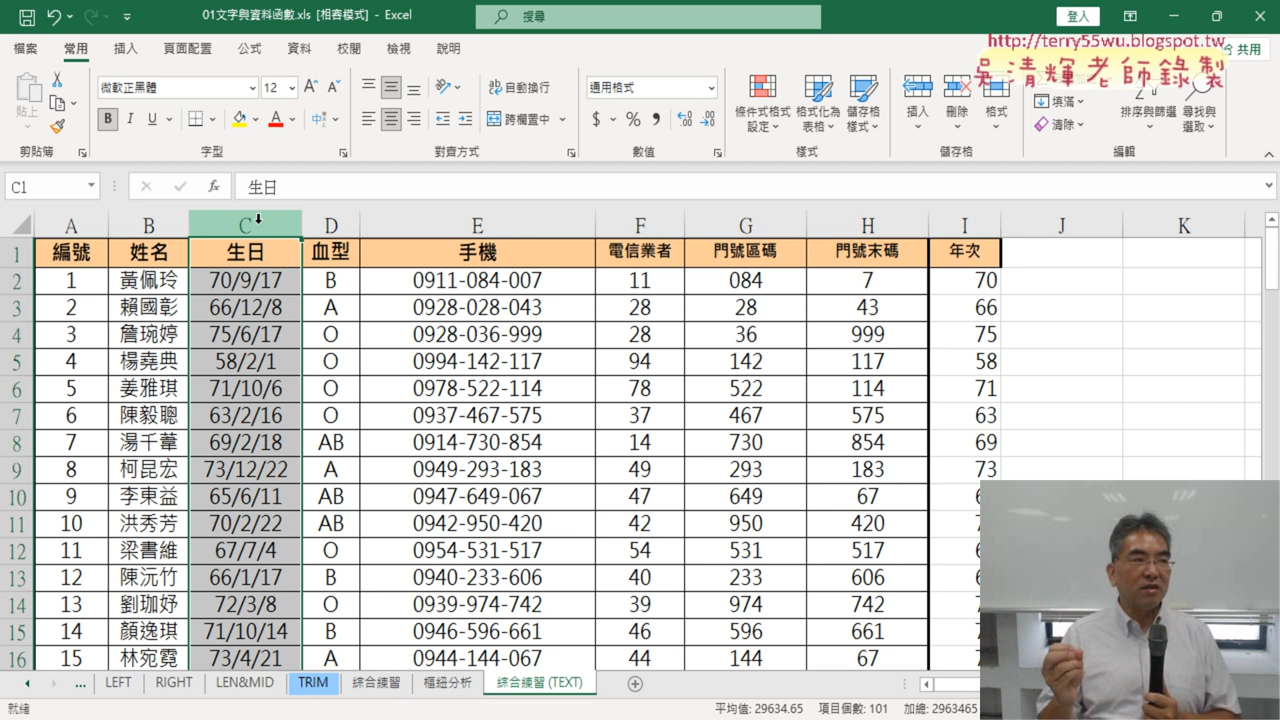 01文字與資料函數.xls [相容模式] - Excel
搜尋
登入
http://terry55wu.blogspot.tw
吳清輝老師錄製
檔案 常用 插入 頁面配置 公式 資料 校閱 檢視 說明 共用
貼上 微軟正黑體 12 自動換行 通用格式 條件式格式設定 格式化為表格 儲存格樣式 插入 刪除 格式 填滿 清除 排序與篩選 尋找與選取
B I U 跨欄置中 $ % ,
剪貼簿 字型 對齊方式 數值 樣式 儲存格 編輯
C1 fx 生日
A B C D E F G H I J K
1 編號 姓名 生日 血型 手機 電信業者 門號區碼 門號末碼 年次
2 1 黃佩玲 70/9/17 B 0911-084-007 11 084 7 70
3 2 賴國彰 66/12/8 A 0928-028-043 28 28 43 66
4 3 詹琬婷 75/6/17 O 0928-036-999 28 36 999 75
5 4 楊堯典 58/2/1 O 0994-142-117 94 142 117 58
6 5 姜雅琪 71/10/6 O 0978-522-114 78 522 114 71
7 6 陳毅聰 63/2/16 O 0937-467-575 37 467 575 63
8 7 湯千葦 69/2/18 AB 0914-730-854 14 730 854 69
9 8 柯昆宏 73/12/22 A 0949-293-183 49 293 183 73
10 9 李東益 65/6/11 AB 0947-649-067 47 649 67
11 10 洪秀芳 70/2/22 AB 0942-950-420 42 950 420
12 11 梁書維 67/7/4 O 0954-531-517 54 531 517
13 12 陳沅竹 66/1/17 B 0940-233-606 40 233 606
14 13 劉珈妤 72/3/8 O 0939-974-742 39 974 742
15 14 顏逸琪 71/10/14 B 0946-596-661 46 596 661
16 15 林宛霓 73/4/21 A 0944-144-067 44 144 67
... LEFT RIGHT LEN&MID TRIM 綜合練習 樞紐分析 綜合練習 (TEXT)
就緒 平均值: 29634.65 項目個數: 101 加總: 2963465